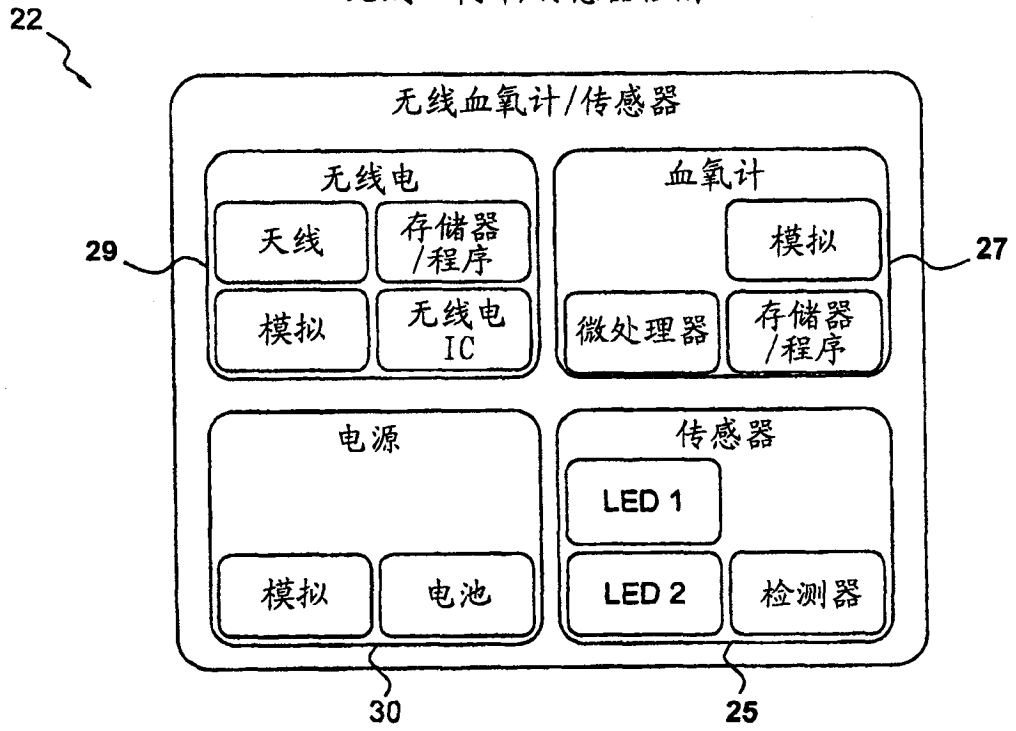 22
无线血氧计/传感器
无线电
天线
存储器
/程序
模拟
无线电
IC
29
血氧计
模拟
微处理器
存储器
/程序
27
电源
模拟
电池
30
传感器
LED 1
LED 2
检测器
25